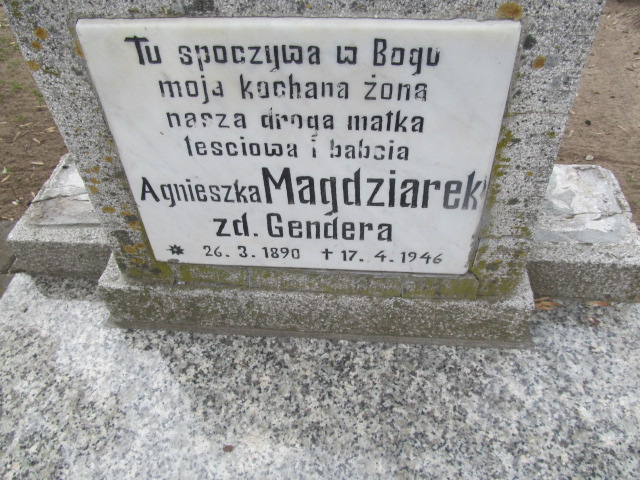 Tu spoczywa w Bogu
moja kochana żona
nasza droga matka
tesciowa i babcia
Agnieszka Magdziarek
zd. Gendera
* 26. 3. 1890 + 17. 4. 1946